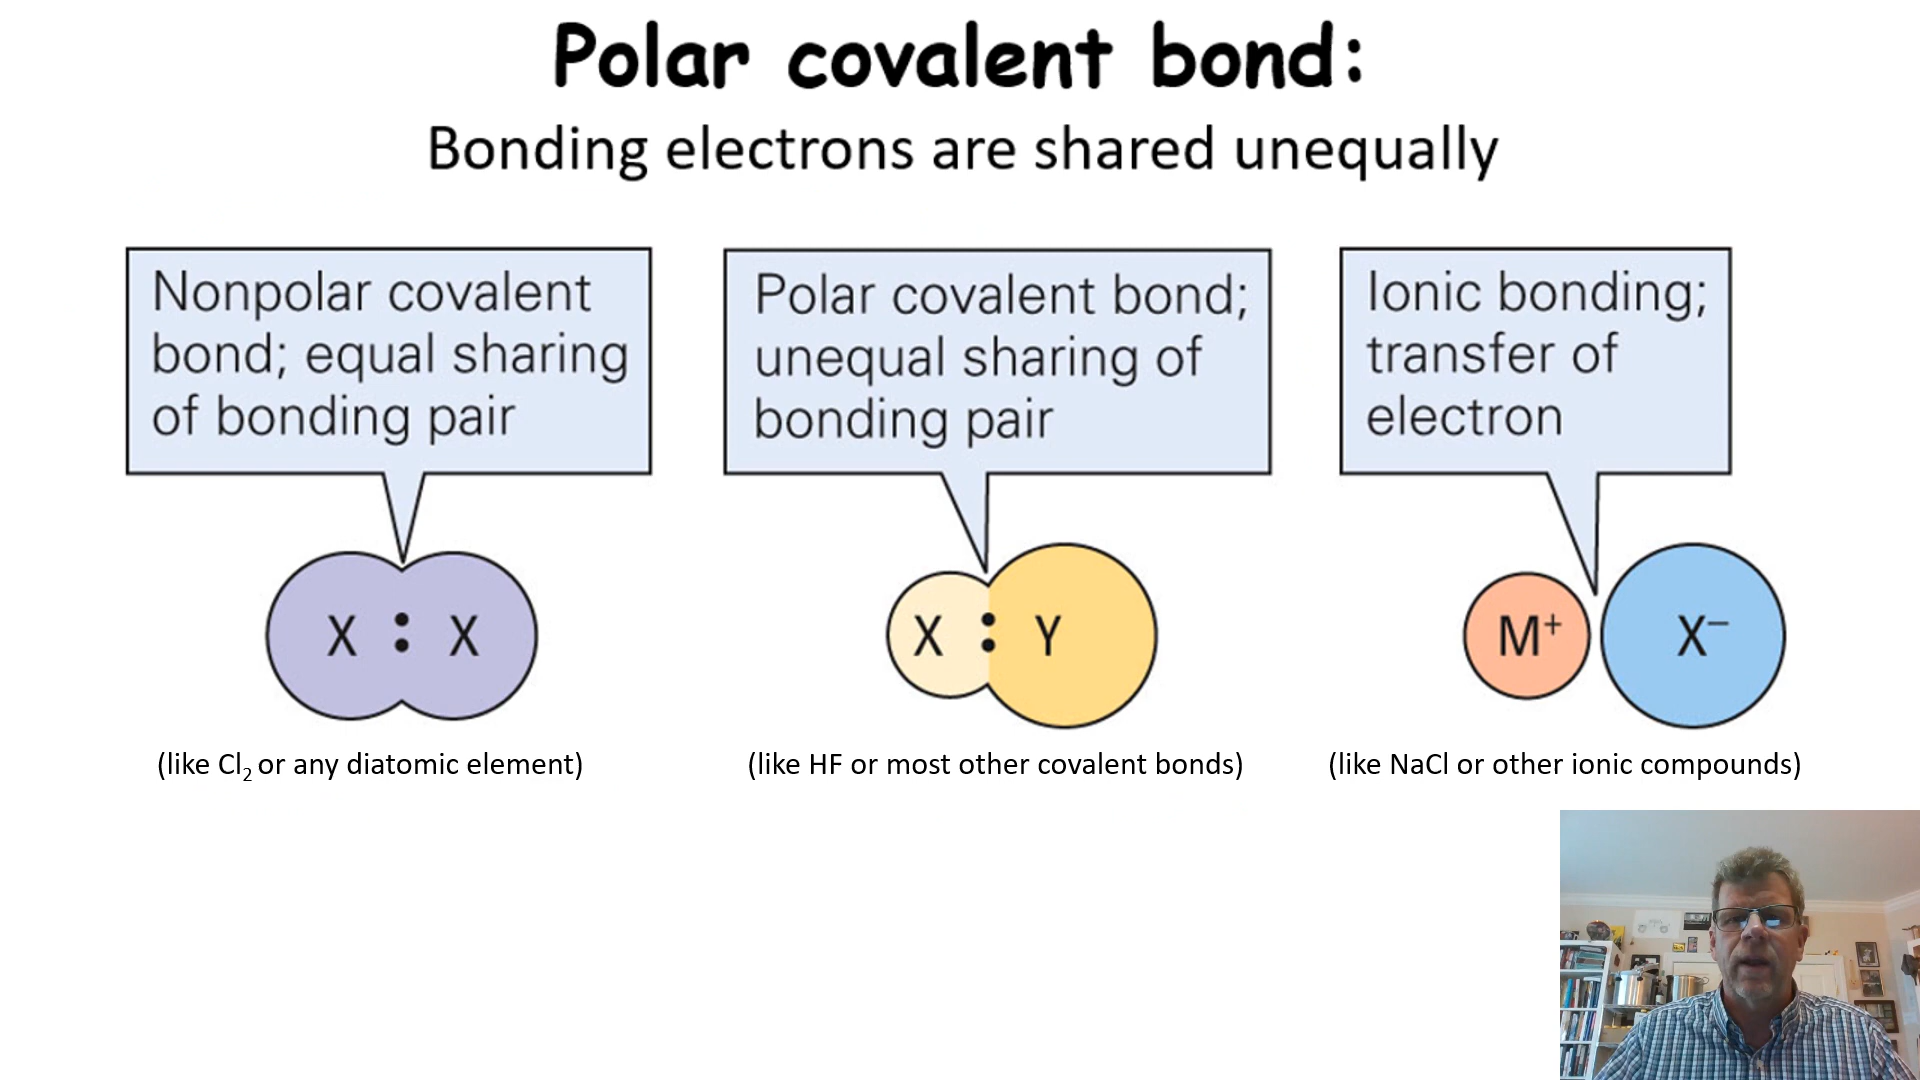 Polar covalent bond:
Bonding electrons are shared unequally
Nonpolar covalent
bond; equal sharing
of bonding pair
Polar covalent bond;
unequal sharing of
bonding pair
Ionic bonding;
transfer of
electron
X : X
X : Y
M⁺ X⁻
(like Cl₂ or any diatomic element)
(like HF or most other covalent bonds)
(like NaCl or other ionic compounds)